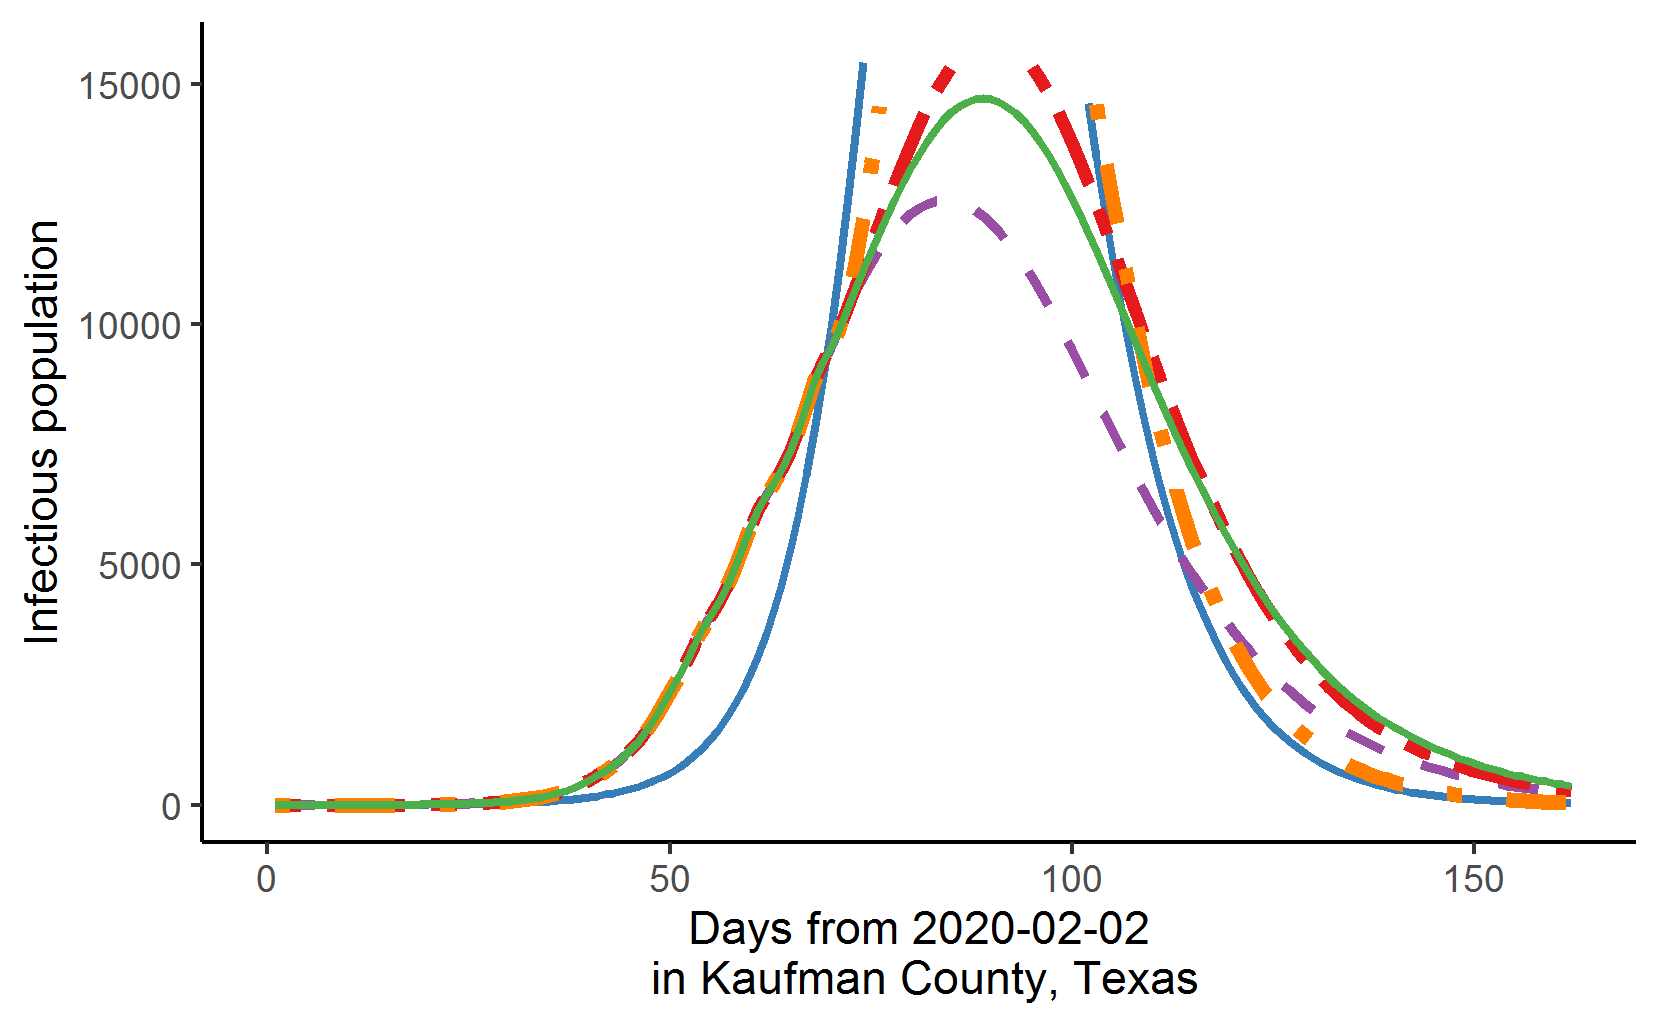 Infectious population
15000
10000
5000
0
0 50 100 150
Days from 2020-02-02
in Kaufman County, Texas